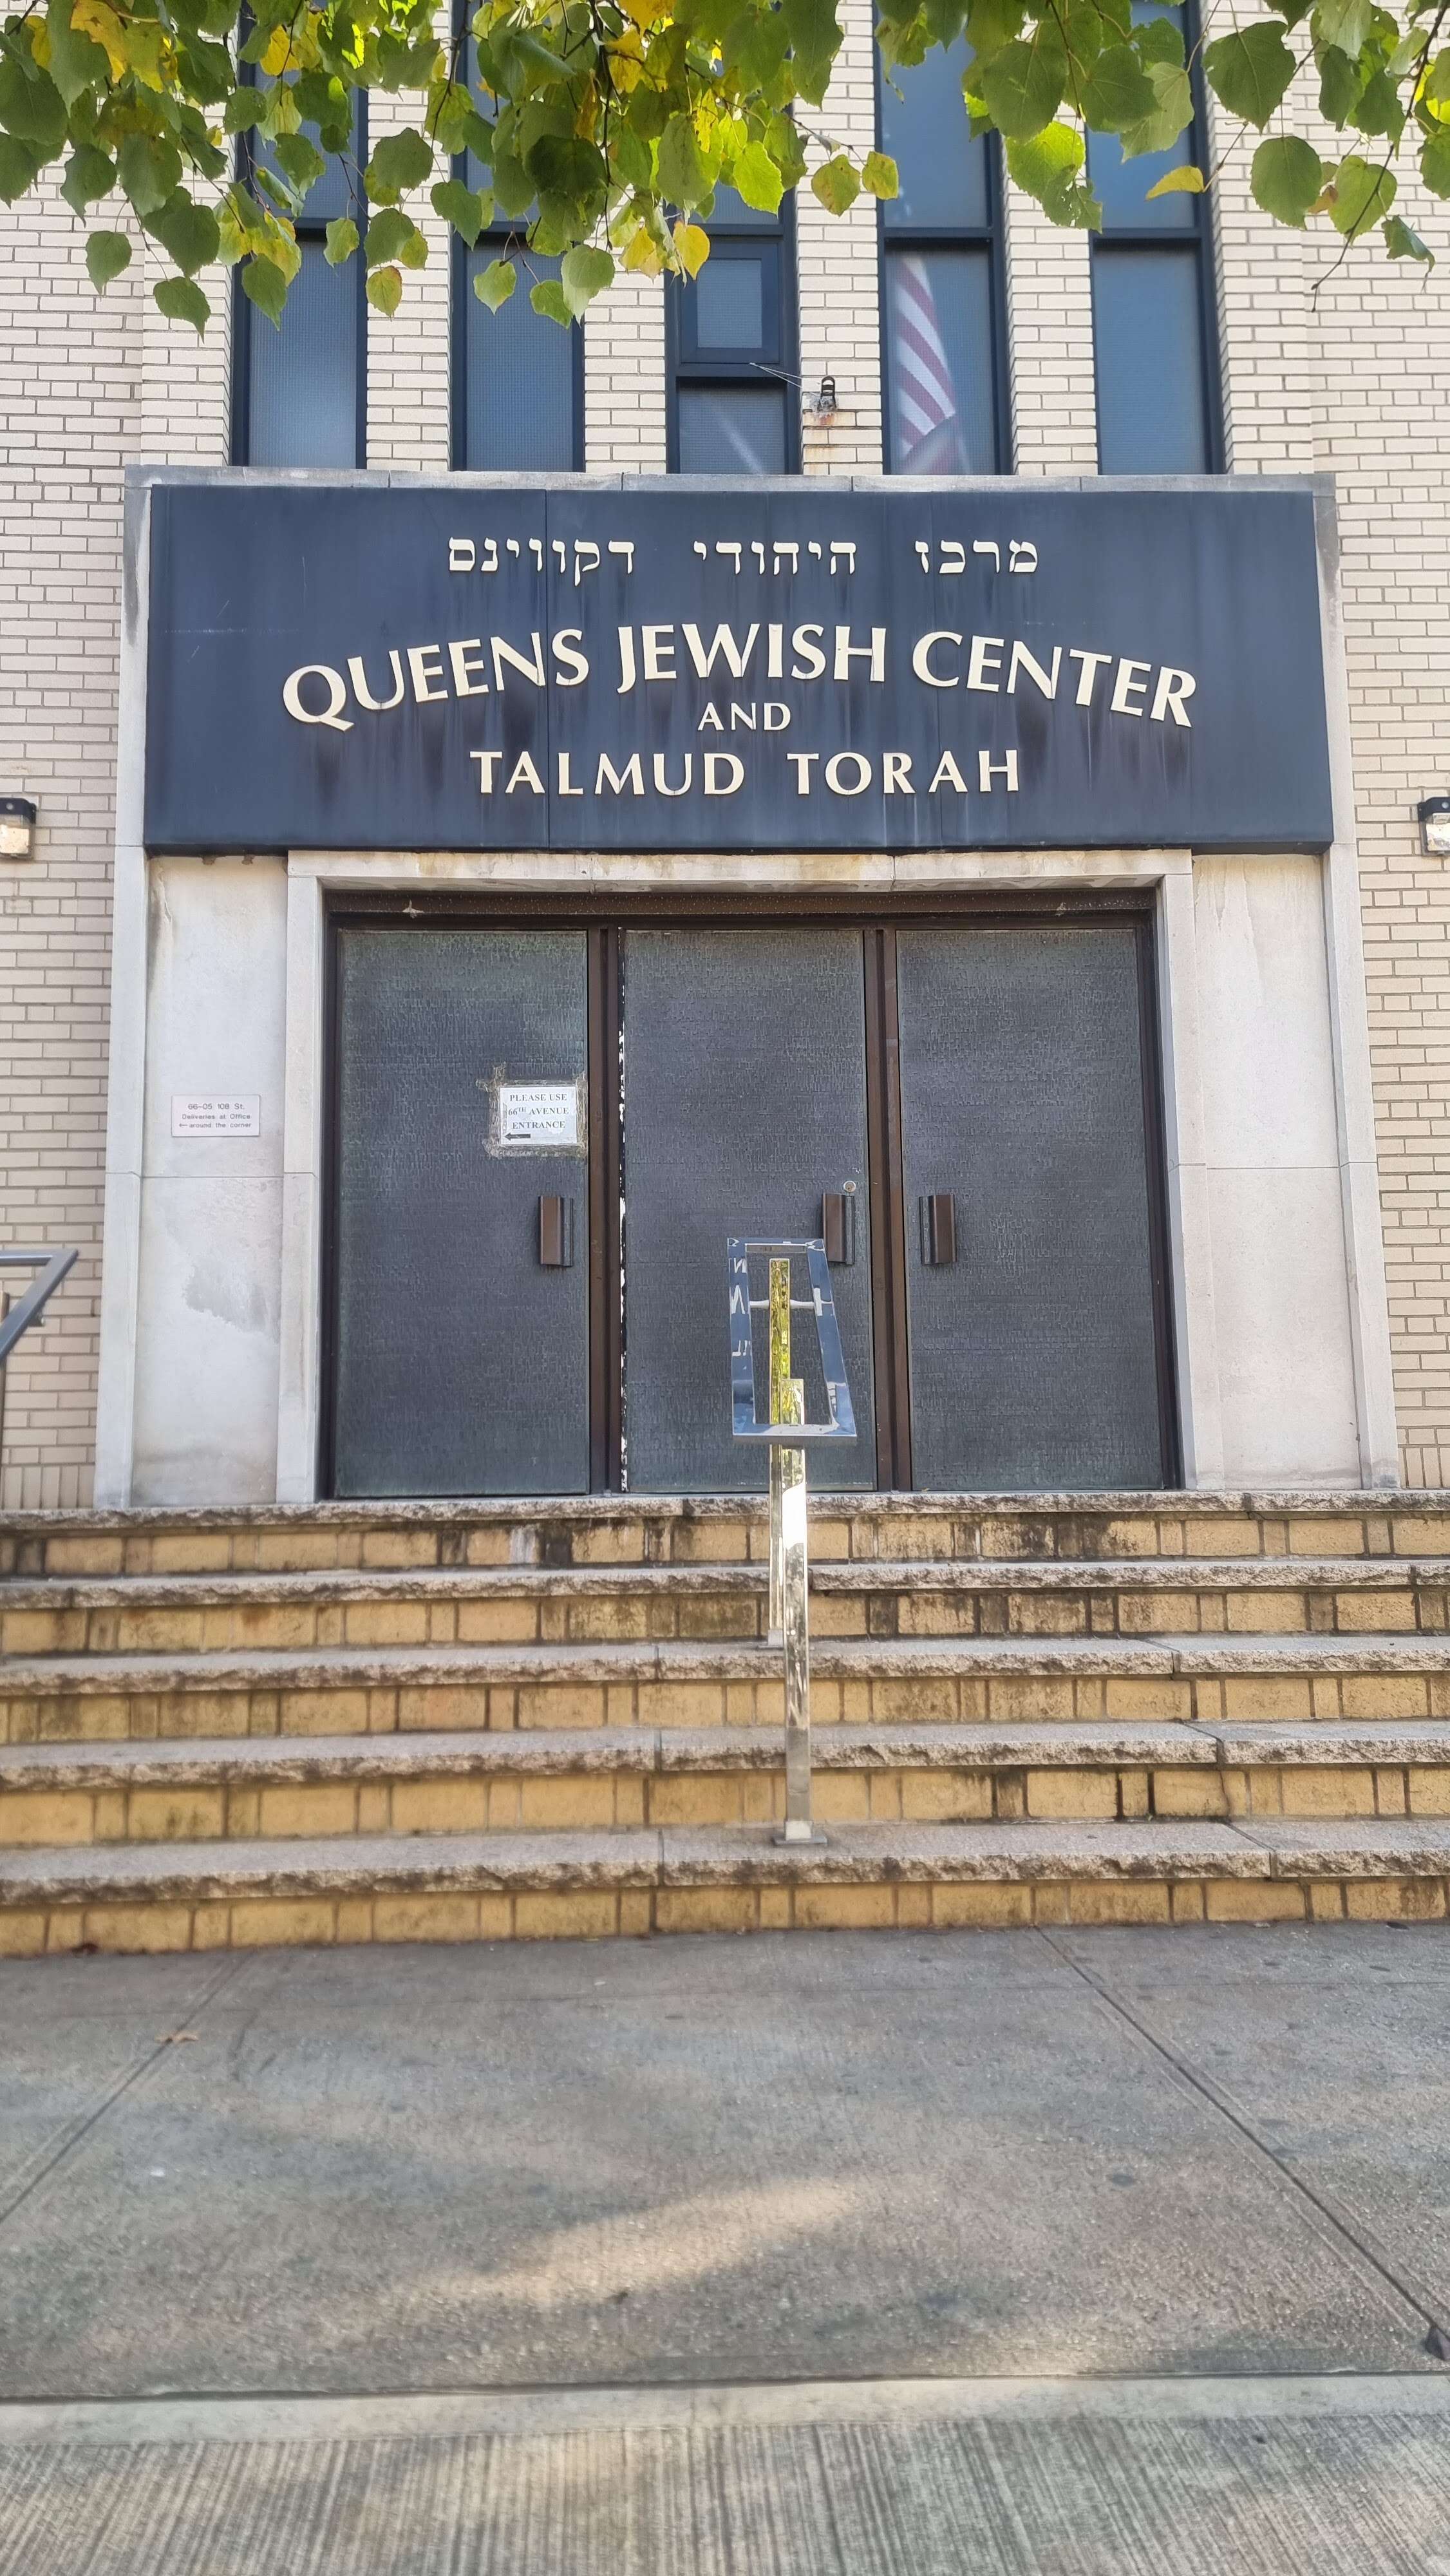 מרכז היהודי דקווינס
QUEENS JEWISH CENTER
AND
TALMUD TORAH
PLEASE USE
66TH AVENUE
ENTRANCE
←
66-05 108 St.
Deliveries at Office
← around the corner